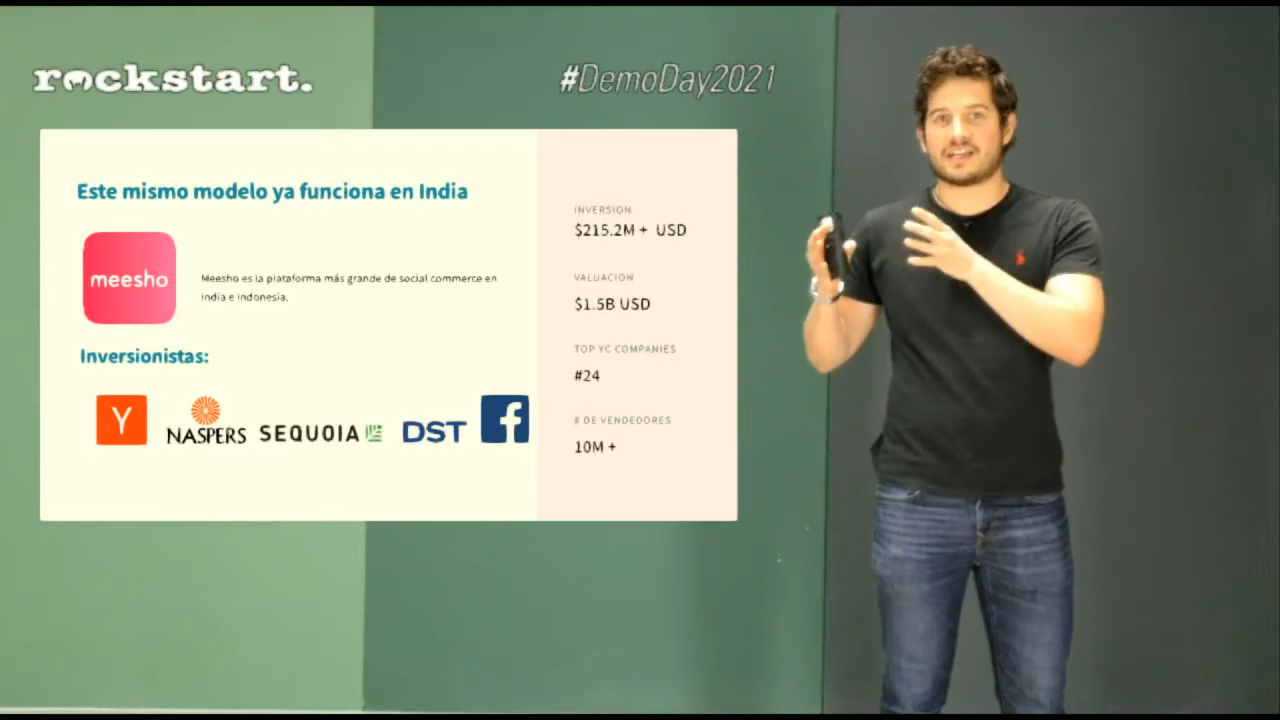 rockstart.
#DemoDay2021
Este mismo modelo ya funciona en India
meesho
Meesho es la plataforma más grande de social commerce en
India e Indonesia.
Inversionistas:
Y
NASPERS
SEQUOIA
DST
f
INVERSION
$215.2M + USD
VALUACION
$1.5B USD
TOP YC COMPANIES
#24
# DE VENDEDORES
10M +